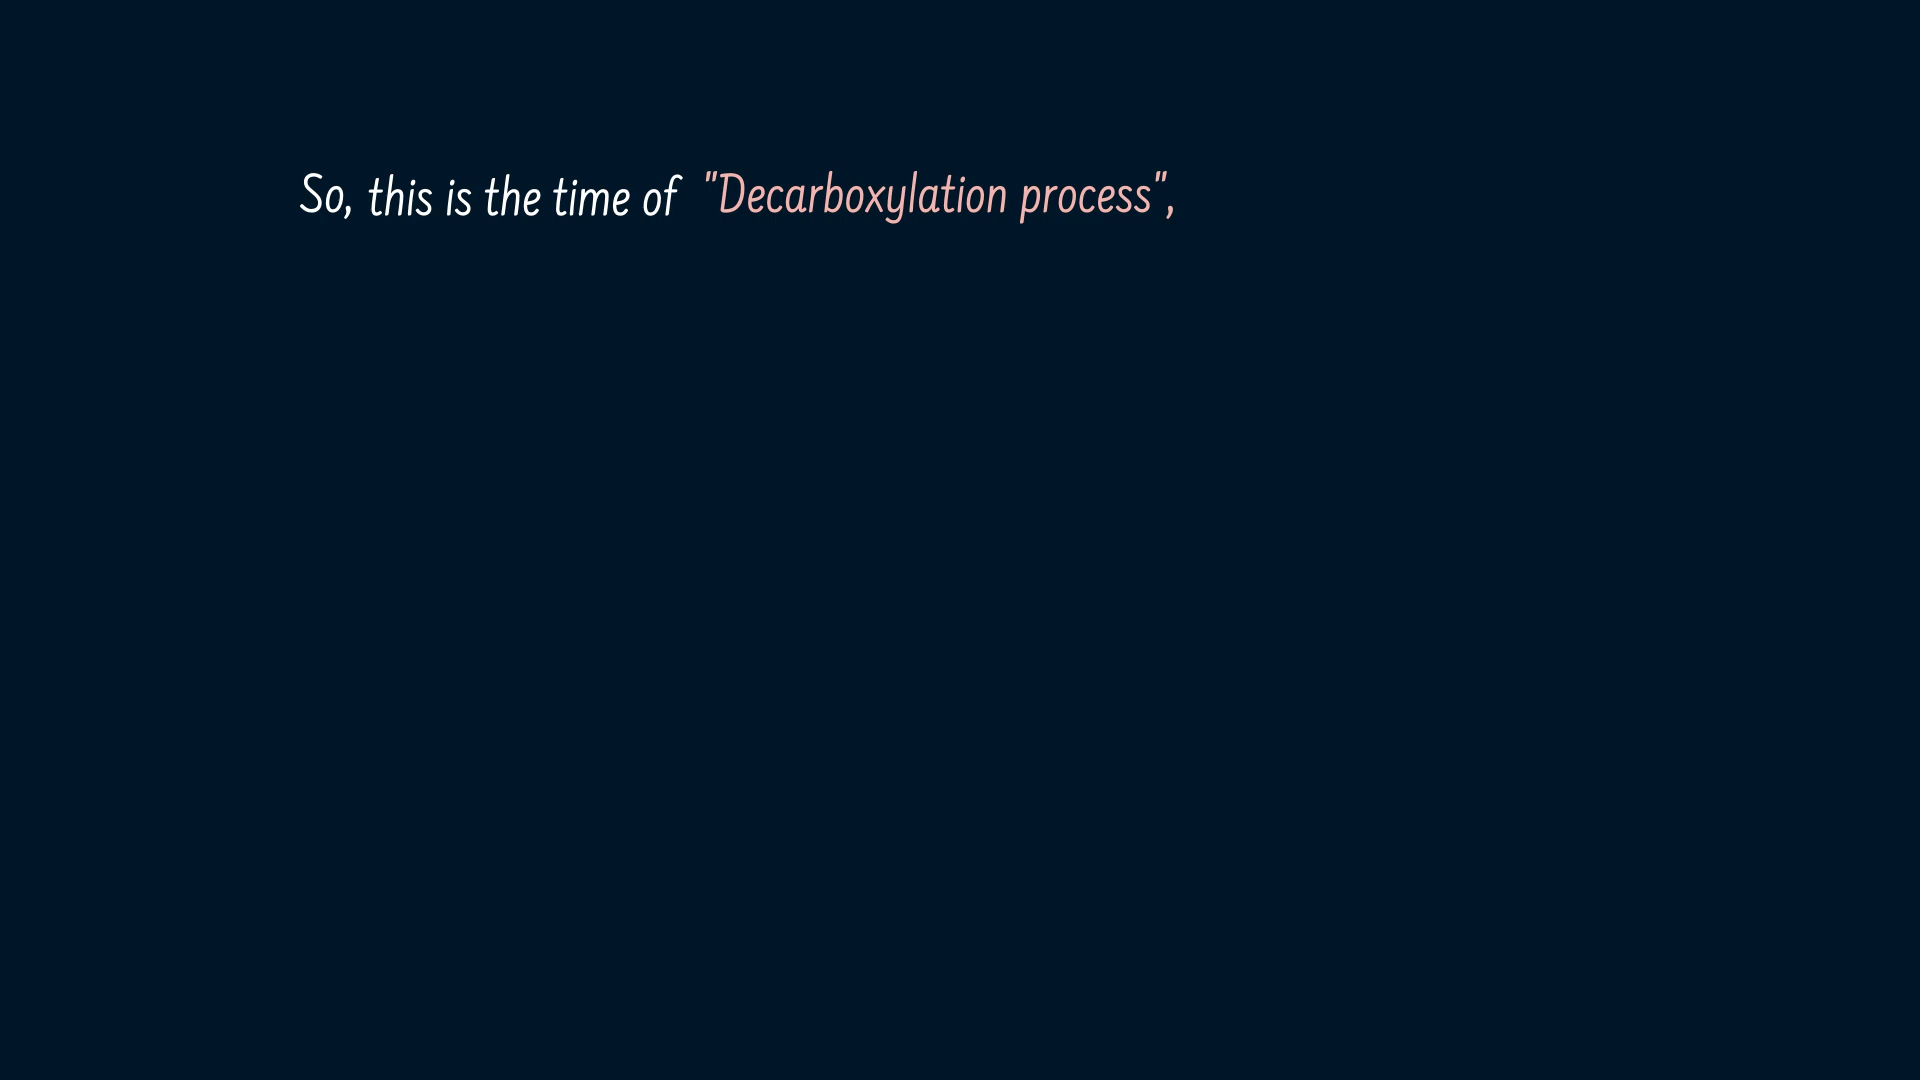 So, this is the time of "Decarboxylation process",